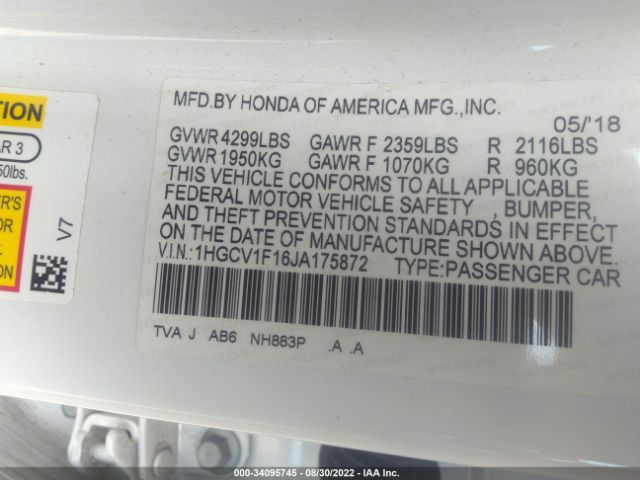 TION
AR 3
50lbs.
R'S
OR
V7
MFD.BY HONDA OF AMERICA MFG.,INC.
05/'18
GVWR 4299LBS GAWR F 2359LBS R 2116LBS
GVWR 1950KG GAWR F 1070KG R 960KG
THIS VEHICLE CONFORMS TO ALL APPLICABLE
FEDERAL MOTOR VEHICLE SAFETY , BUMPER,
AND THEFT PREVENTION STANDARDS IN EFFECT
ON THE DATE OF MANUFACTURE SHOWN ABOVE.
V.I.N.:1HGCV1F16JA175872 TYPE:PASSENGER CAR
TVA J AB6 NH883P .A .A
000-34095745 - 08/30/2022 - IAA Inc.